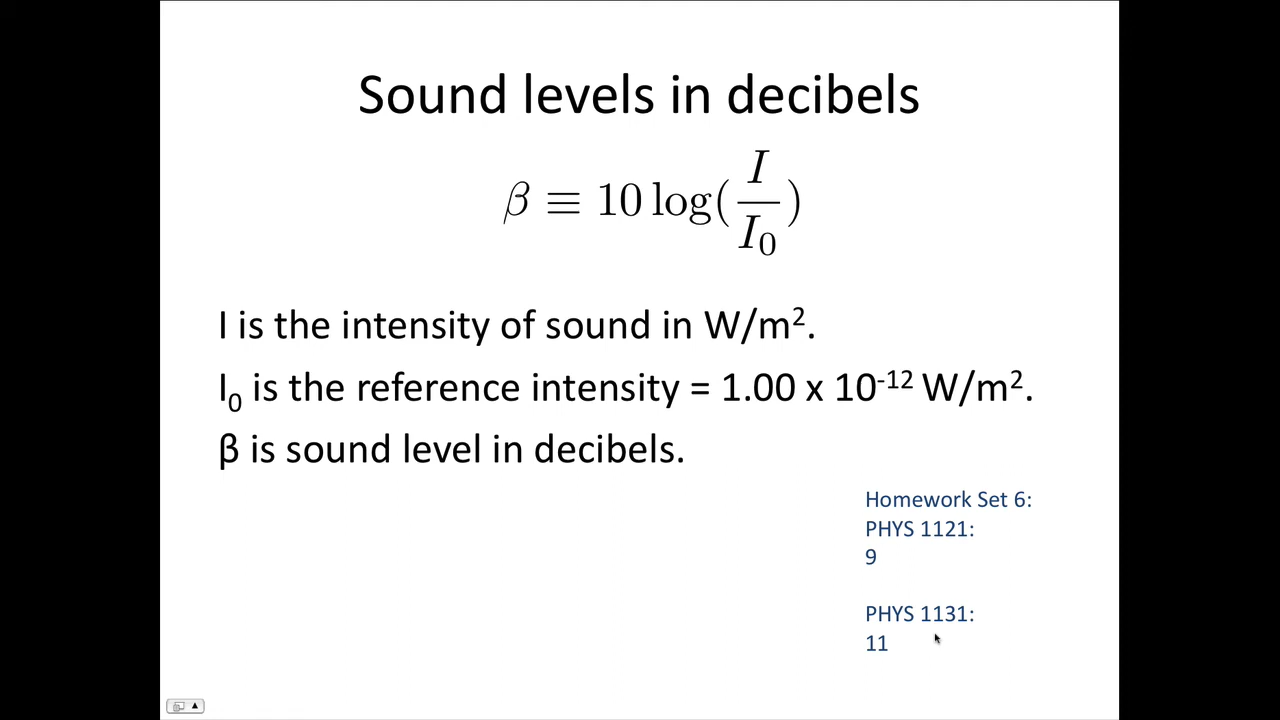 Sound levels in decibels
β ≡ 10 log(I/I₀)
I is the intensity of sound in W/m².
I₀ is the reference intensity = 1.00 x 10⁻¹² W/m².
β is sound level in decibels.
Homework Set 6:
PHYS 1121:
9
PHYS 1131:
11